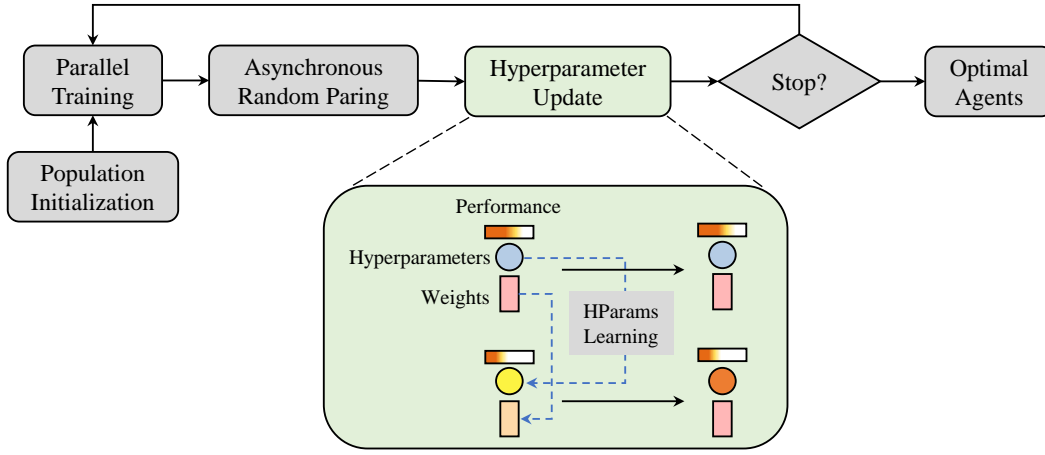 Parallel
Training
Asynchronous
Random Paring
Hyperparameter
Update
Stop?
Optimal
Agents
Population
Initialization
Performance
Hyperparameters
Weights
HParams
Learning